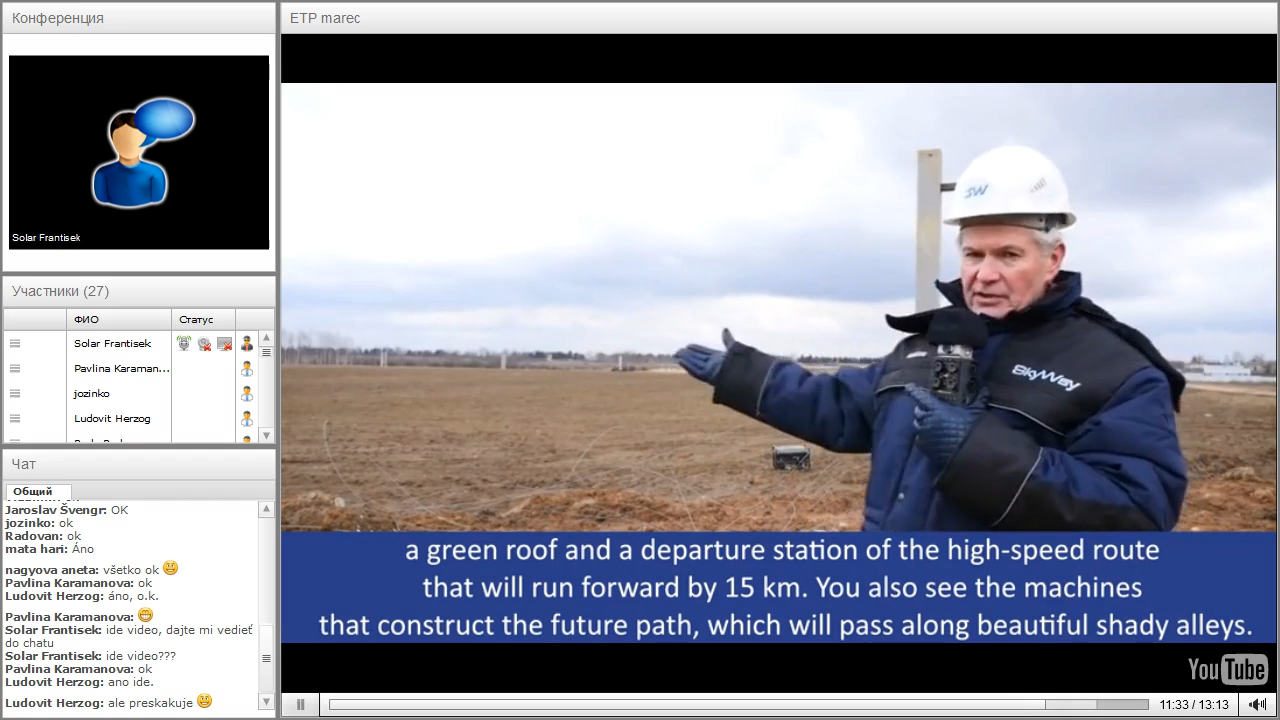 Конференция
Solar Frantisek
Участники (27)
ФИО
Статус
Solar Frantisek
Pavlina Karaman...
jozinko
Ludovit Herzog
Чат
Общий
Jaroslav Švengr: OK
jozinko: ok
Radovan: ok
mata hari: Áno
nagyova aneta: všetko ok
Pavlina Karamanova: ok
Ludovit Herzog: áno, o.k.
Pavlina Karamanova:
Solar Frantisek: ide video, dajte mi vedieť
do chatu
Solar Frantisek: ide video???
Pavlina Karamanova: ok
Ludovit Herzog: ano ide.
Ludovit Herzog: ale preskakuje
ETP marec
SW
SkyWay
a green roof and a departure station of the high-speed route
that will run forward by 15 km. You also see the machines
that construct the future path, which will pass along beautiful shady alleys.
YouTube
11:33 / 13:13